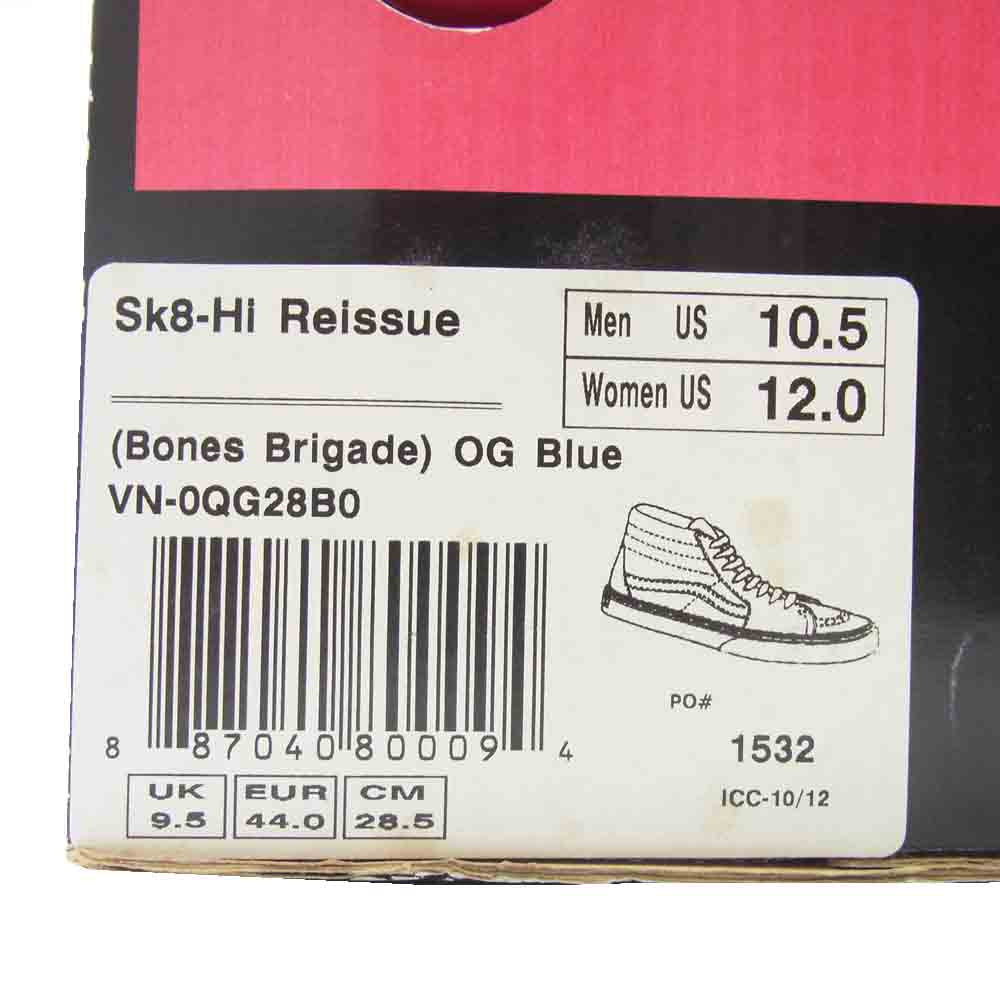 Sk8-Hi Reissue
Men US 10.5
Women US 12.0
(Bones Brigade) OG Blue
VN-0QG28B0
8 87040 80009 4
PO#
1532
ICC-10/12
UK EUR CM
9.5 44.0 28.5